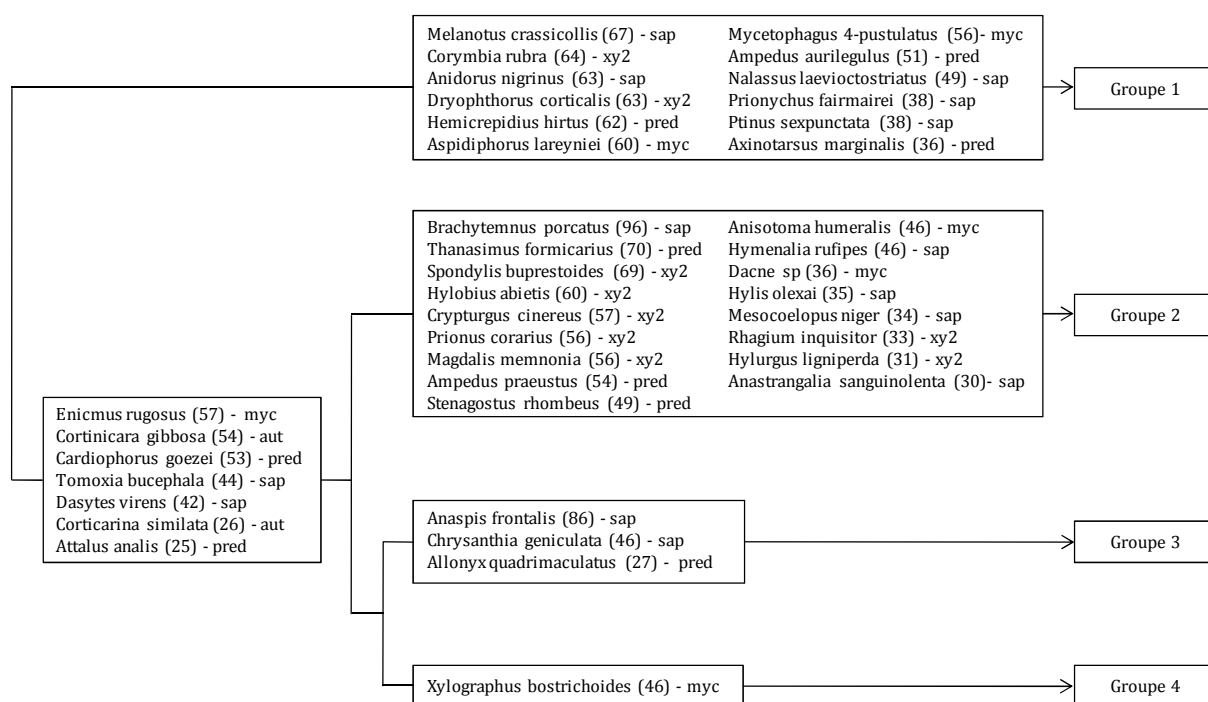 Melanotus crassicollis (67) - sap
Corymbia rubra (64) - xy2
Anidorus nigrinus (63) - sap
Dryophthorus corticalis (63) - xy2
Hemicrepidius hirtus (62) - pred
Aspidiphorus lareyniei (60) - myc
Mycetophagus 4-pustulatus (56)- myc
Ampedus aurilegulus (51) - pred
Nalassus laevioctostriatus (49) - sap
Prionychus fairmairei (38) - sap
Ptinus sexpunctata (38) - sap
Axinotarsus marginalis (36) - pred
Groupe 1
Brachytemnus porcatus (96) - sap
Thanasimus formicarius (70) - pred
Spondylis buprestoides (69) - xy2
Hylobius abietis (60) - xy2
Crypturgus cinereus (57) - xy2
Prionus corarius (56) - xy2
Magdalis memnonia (56) - xy2
Ampedus praeustus (54) - pred
Stenagostus rhombeus (49) - pred
Anisotoma humeralis (46) - myc
Hymenalia rufipes (46) - sap
Dacne sp (36) - myc
Hylis olexai (35) - sap
Mesocoelopus niger (34) - sap
Rhagium inquisitor (33) - xy2
Hylurgus ligniperda (31) - xy2
Anastrangalia sanguinolenta (30)- sap
Groupe 2
Enicmus rugosus (57) - myc
Cortinicara gibbosa (54) - aut
Cardiophorus goezei (53) - pred
Tomoxia bucephala (44) - sap
Dasytes virens (42) - sap
Corticarina similata (26) - aut
Attalus analis (25) - pred
Anaspis frontalis (86) - sap
Chrysanthia geniculata (46) - sap
Allonyx quadrimaculatus (27) - pred
Groupe 3
Xylographus bostrichoides (46) - myc
Groupe 4